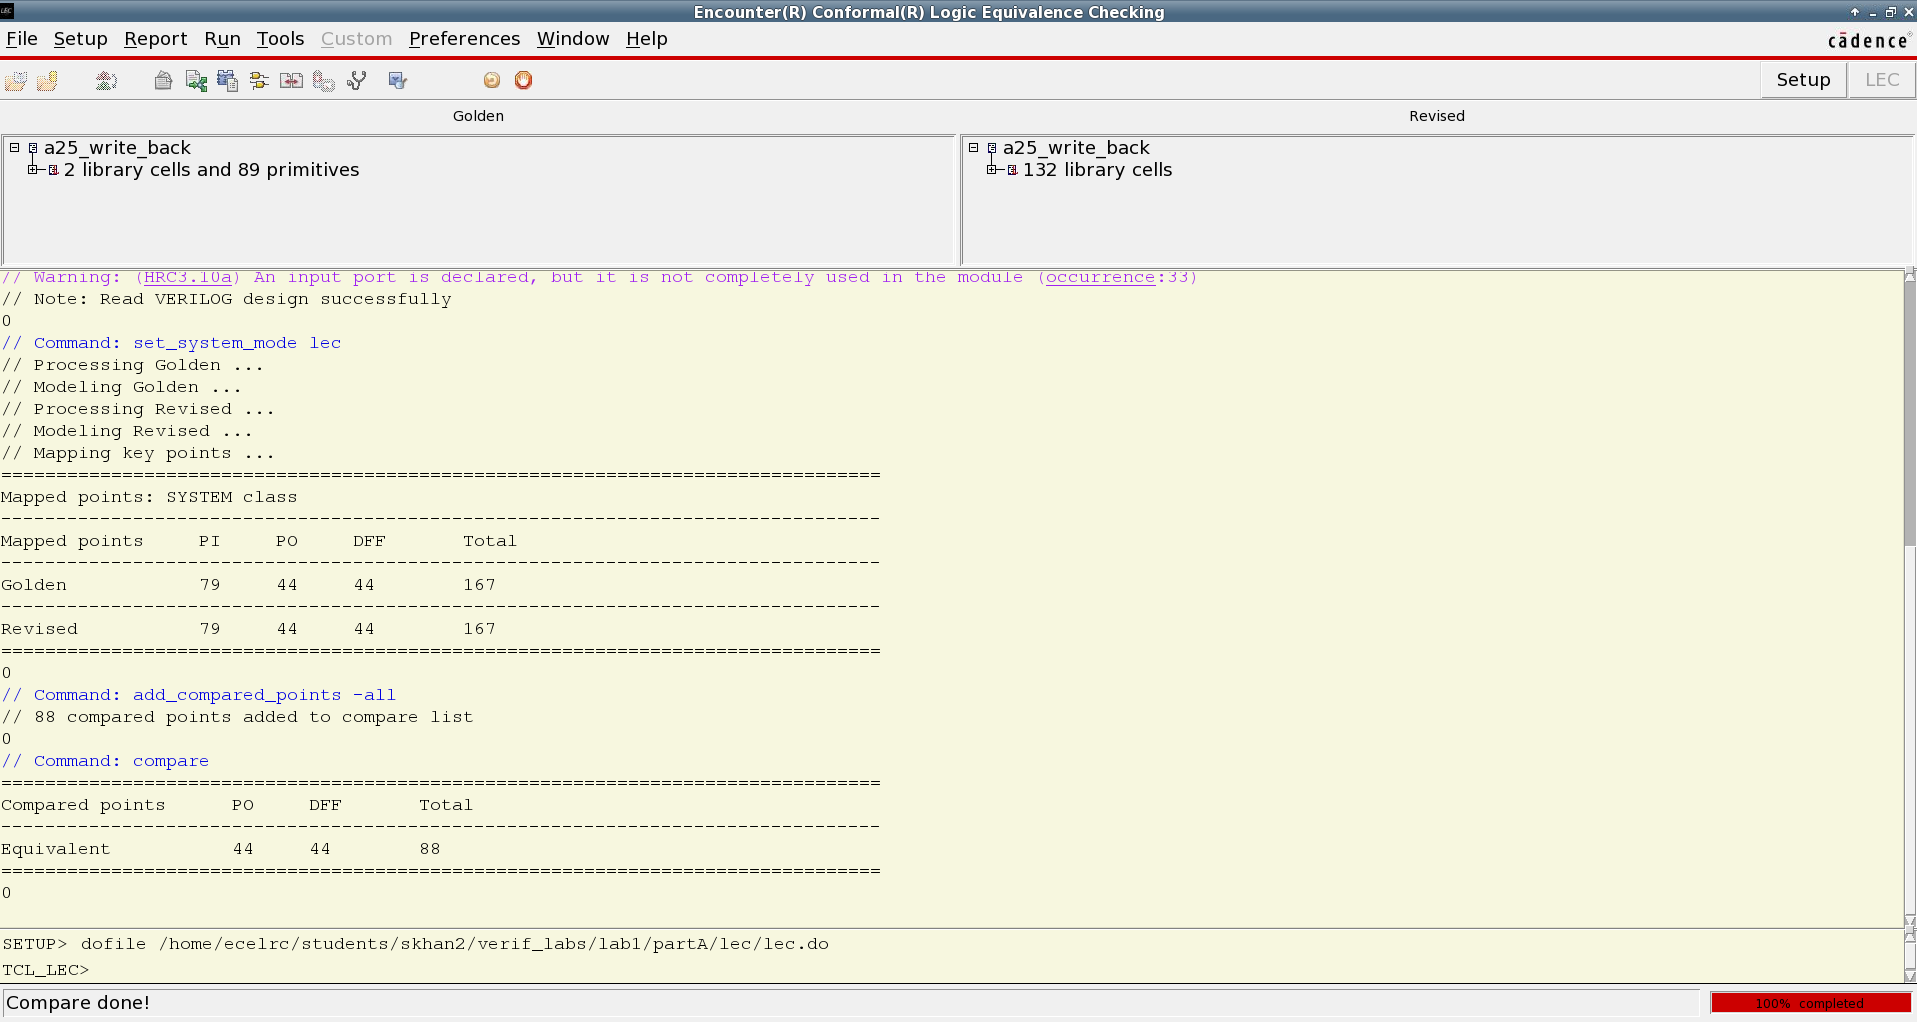 LEC
Encounter(R) Conformal(R) Logic Equivalence Checking
File Setup Report Run Tools Custom Preferences Window Help
cādence®
Setup LEC
Golden Revised
a25_write_back
2 library cells and 89 primitives
a25_write_back
132 library cells
// Warning: (HRC3.10a) An input port is declared, but it is not completely used in the module (occurrence:33)
// Note: Read VERILOG design successfully
0
// Command: set_system_mode lec
// Processing Golden ...
// Modeling Golden ...
// Processing Revised ...
// Modeling Revised ...
// Mapping key points ...
================================================================================
Mapped points: SYSTEM class
--------------------------------------------------------------------------------
Mapped points PI PO DFF Total
--------------------------------------------------------------------------------
Golden 79 44 44 167
--------------------------------------------------------------------------------
Revised 79 44 44 167
================================================================================
0
// Command: add_compared_points -all
// 88 compared points added to compare list
0
// Command: compare
================================================================================
Compared points PO DFF Total
--------------------------------------------------------------------------------
Equivalent 44 44 88
================================================================================
0
SETUP> dofile /home/ecelrc/students/skhan2/verif_labs/lab1/partA/lec/lec.do
TCL_LEC>
Compare done!
100% completed